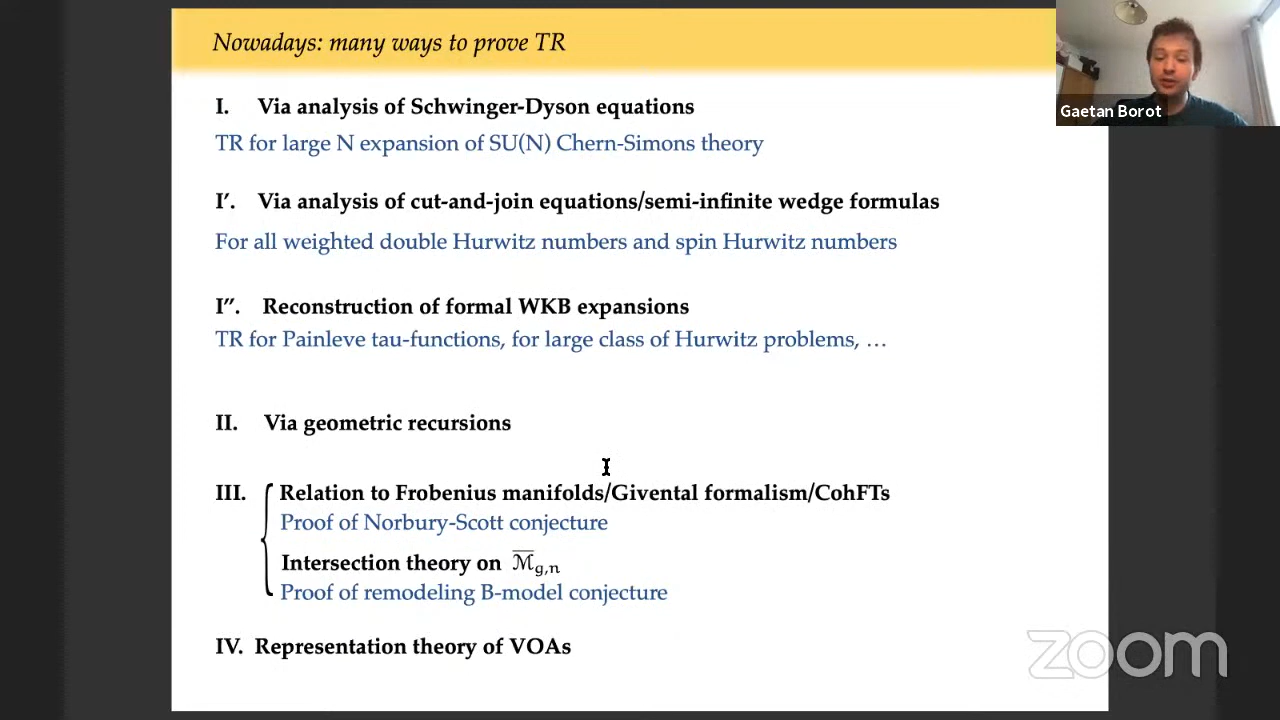 Nowadays: many ways to prove TR
Gaetan Borot
I. Via analysis of Schwinger-Dyson equations
TR for large N expansion of SU(N) Chern-Simons theory
I′. Via analysis of cut-and-join equations/semi-infinite wedge formulas
For all weighted double Hurwitz numbers and spin Hurwitz numbers
I″. Reconstruction of formal WKB expansions
TR for Painleve tau-functions, for large class of Hurwitz problems, …
II. Via geometric recursions
III. Relation to Frobenius manifolds/Givental formalism/CohFTs
Proof of Norbury-Scott conjecture
Intersection theory on M̅g,n
Proof of remodeling B-model conjecture
IV. Representation theory of VOAs
zoom